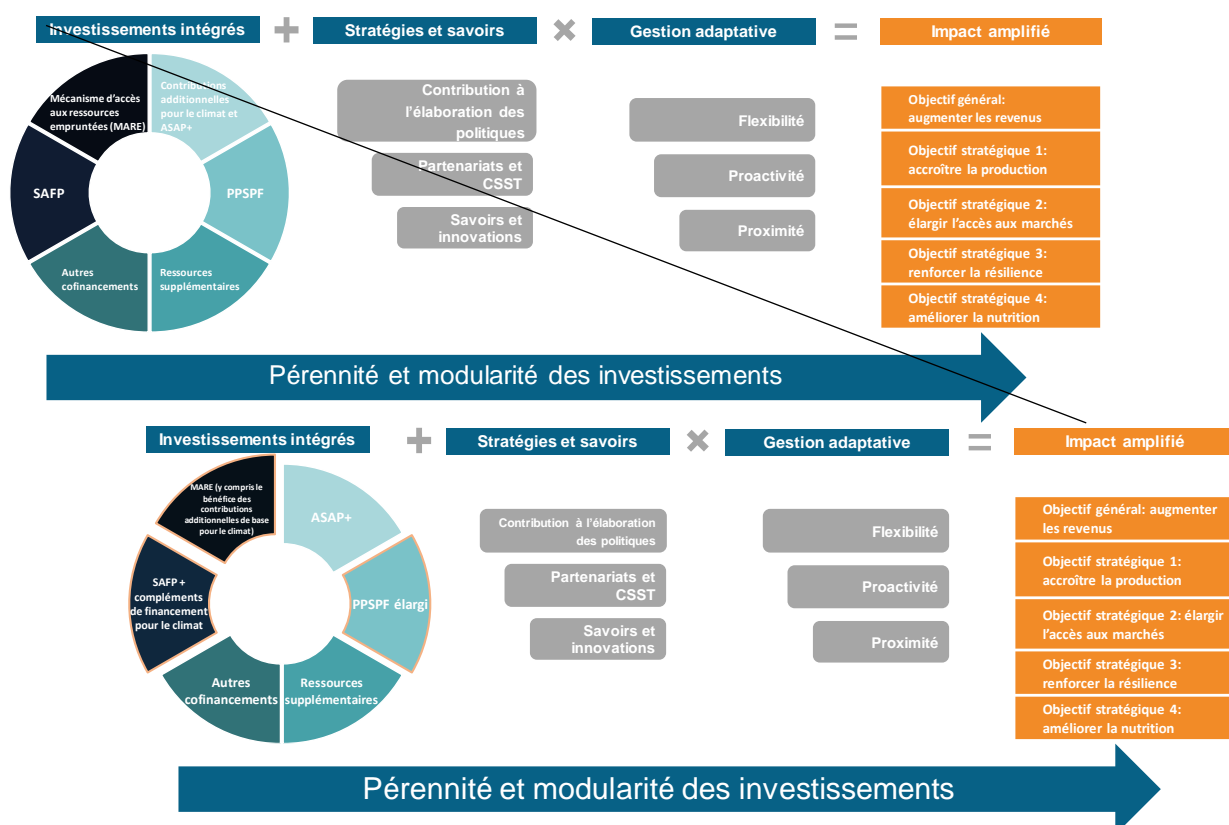 Investissements intégrés
+
Stratégies et savoirs
×
Gestion adaptative
=
Impact amplifié
Mécanisme d'accès
aux ressources
empruntées (MARE)
Contributions
additionnelles
pour le climat et
ASAP+
SAFP
PPSPF
Autres
cofinancements
Ressources
supplémentaires
Contribution à
l'élaboration des
politiques
Partenariats et
CSST
Savoirs et
innovations
Flexibilité
Proactivité
Proximité
Objectif général:
augmenter les revenus
Objectif stratégique 1:
accroître la production
Objectif stratégique 2:
élargir l'accès aux marchés
Objectif stratégique 3:
renforcer la résilience
Objectif stratégique 4:
améliorer la nutrition
Pérennité et modularité des investissements
Investissements intégrés
+
Stratégies et savoirs
×
Gestion adaptative
=
Impact amplifié
MARE (y compris le
bénéfice des
contributions
additionnelles de base
pour le climat)
ASAP+
SAFP +
compléments
de financement
pour le climat
PPSPF élargi
Autres
cofinancements
Ressources
supplémentaires
Contribution à l'élaboration
des politiques
Partenariats et
CSST
Savoirs et
innovations
Flexibilité
Proactivité
Proximité
Objectif général: augmenter
les revenus
Objectif stratégique 1:
accroître la production
Objectif stratégique 2: élargir
l'accès aux marchés
Objectif stratégique 3:
renforcer la résilience
Objectif stratégique 4:
améliorer la nutrition
Pérennité et modularité des investissements